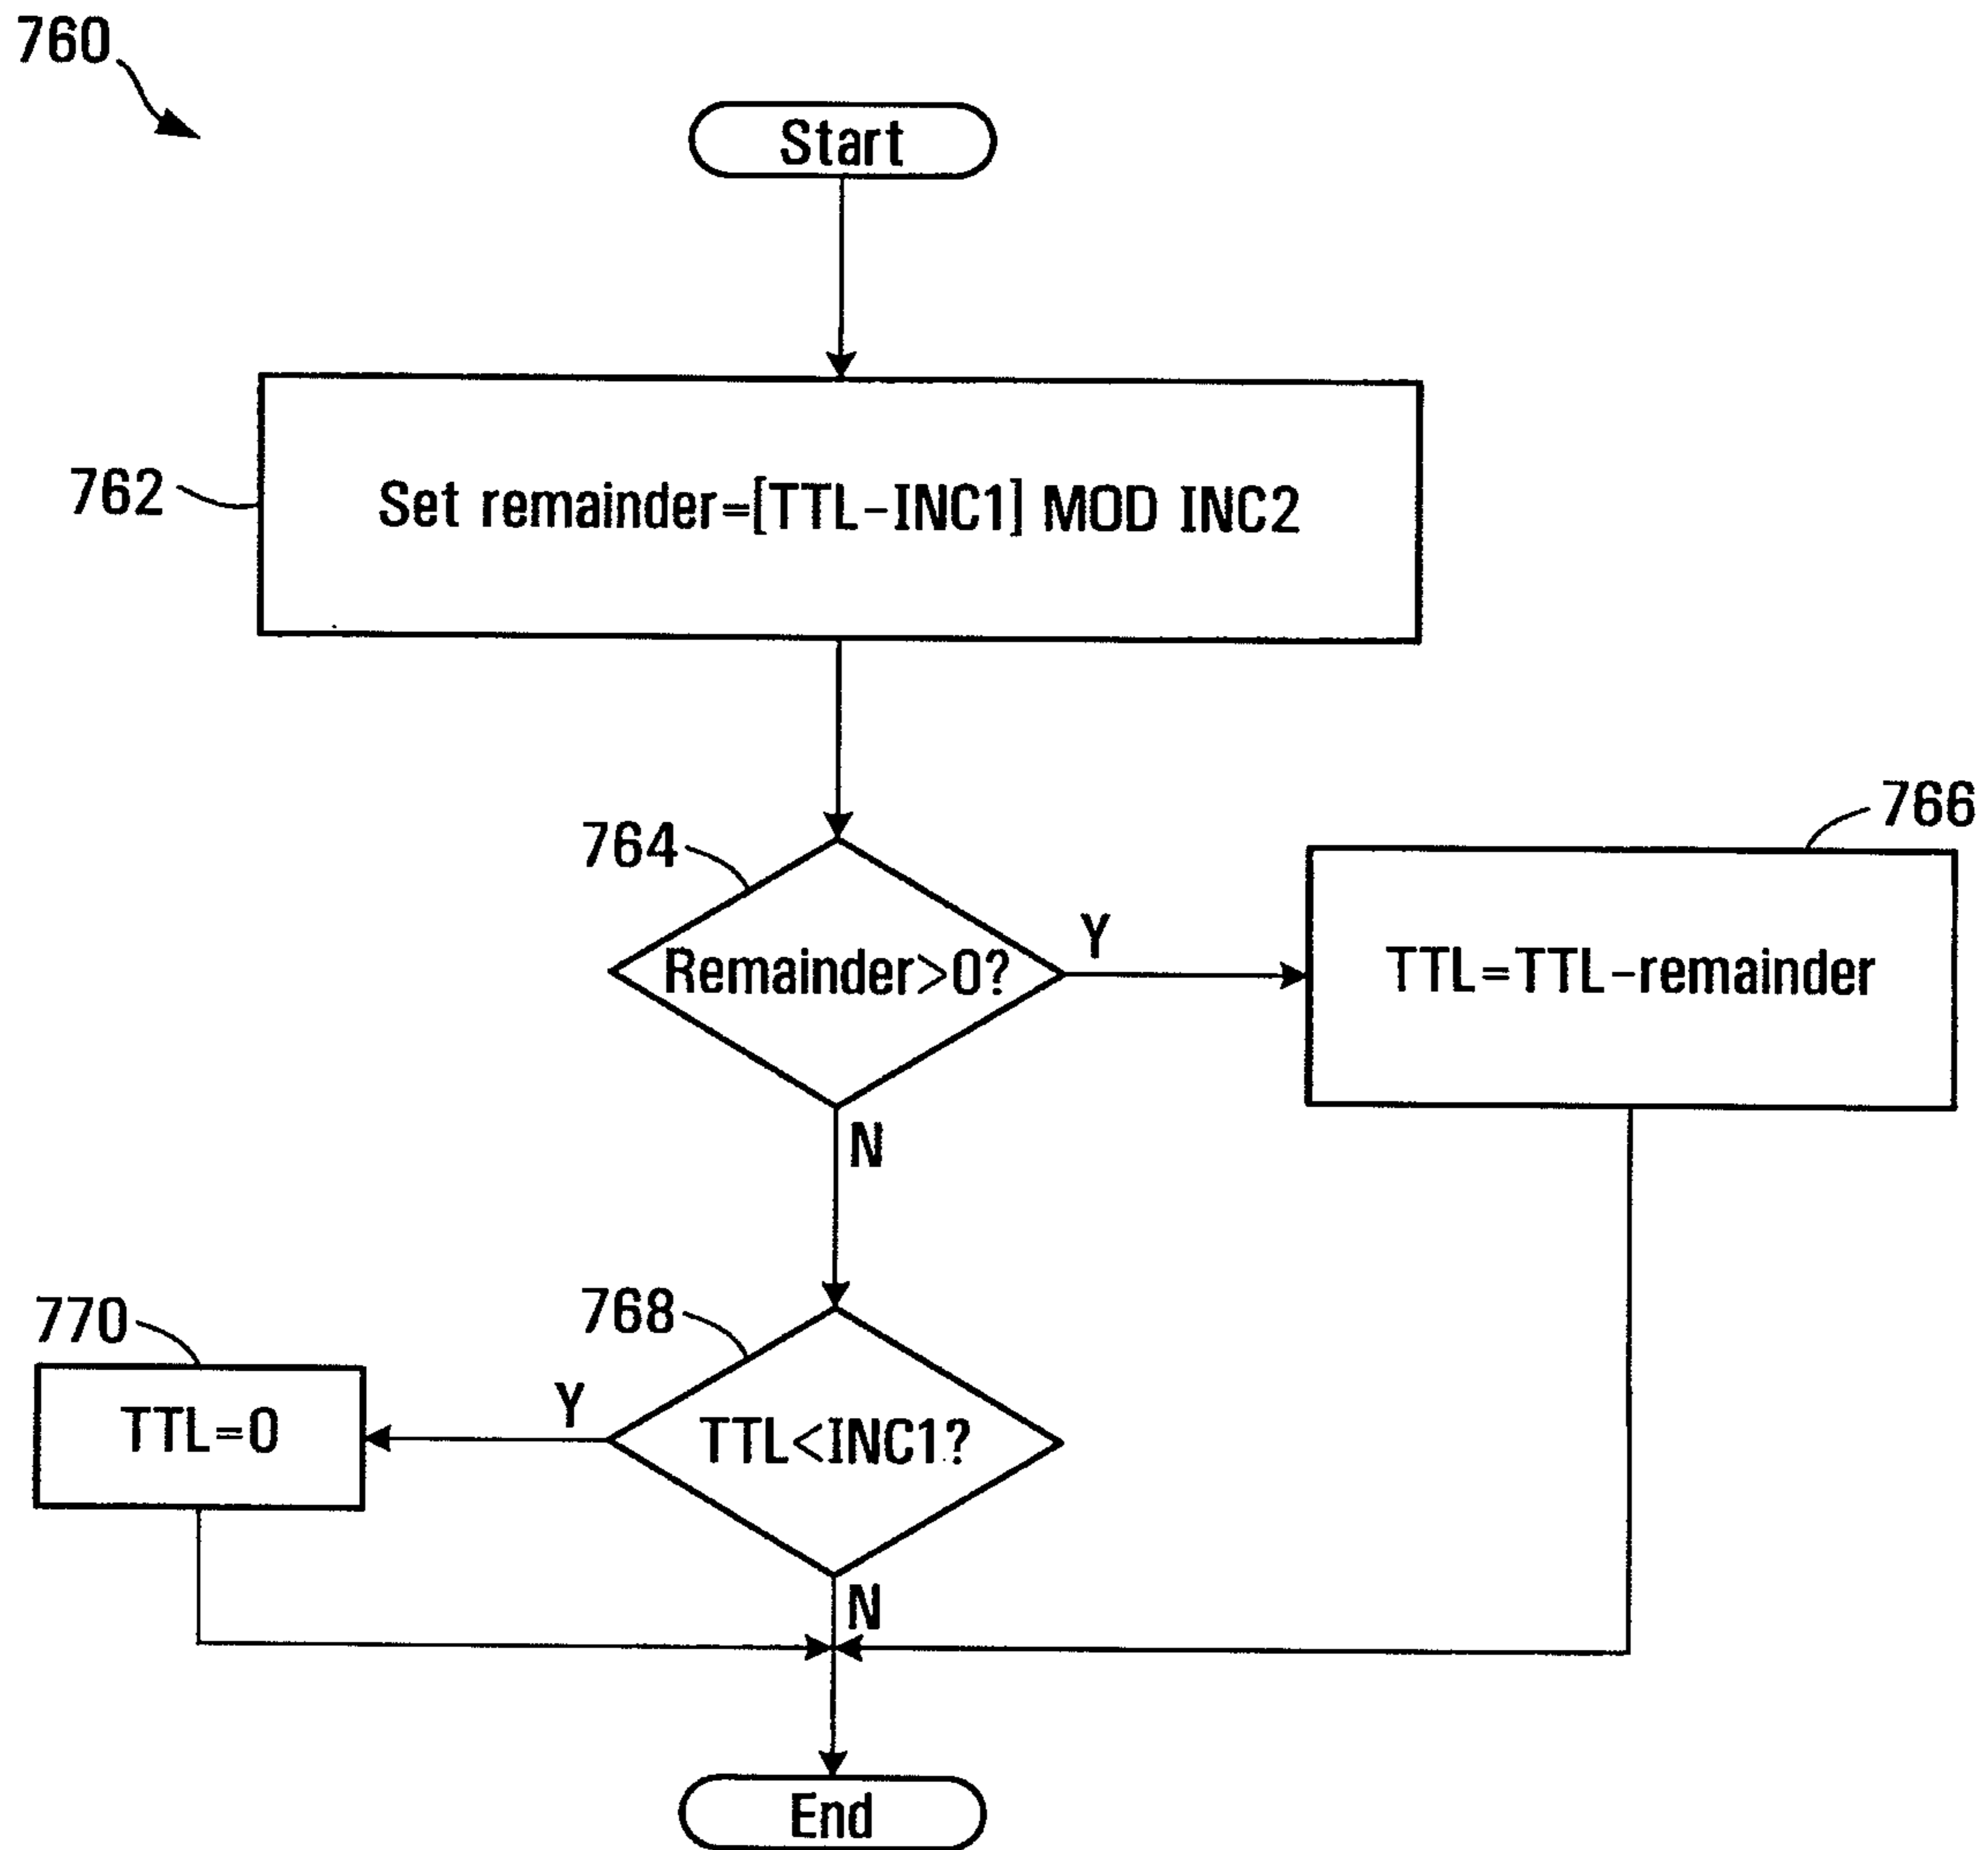 760
Start
762
Set remainder=[TTL-INC1] MOD INC2
764
766
Remainder>0?
Y
TTL=TTL-remainder
N
770
768
TTL=0
Y
TTL<INC1?
N
End